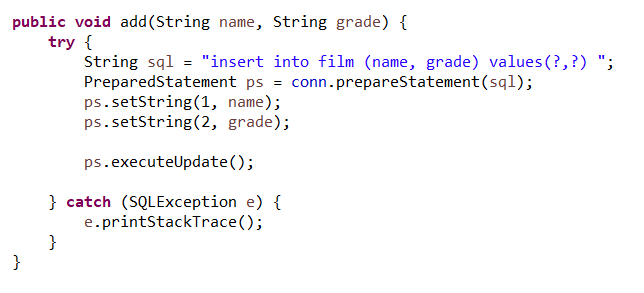 public void add(String name, String grade) {
    try {
        String sql = "insert into film (name, grade) values(?,?) ";
        PreparedStatement ps = conn.prepareStatement(sql);
        ps.setString(1, name);
        ps.setString(2, grade);

        ps.executeUpdate();

    } catch (SQLException e) {
        e.printStackTrace();
    }
}